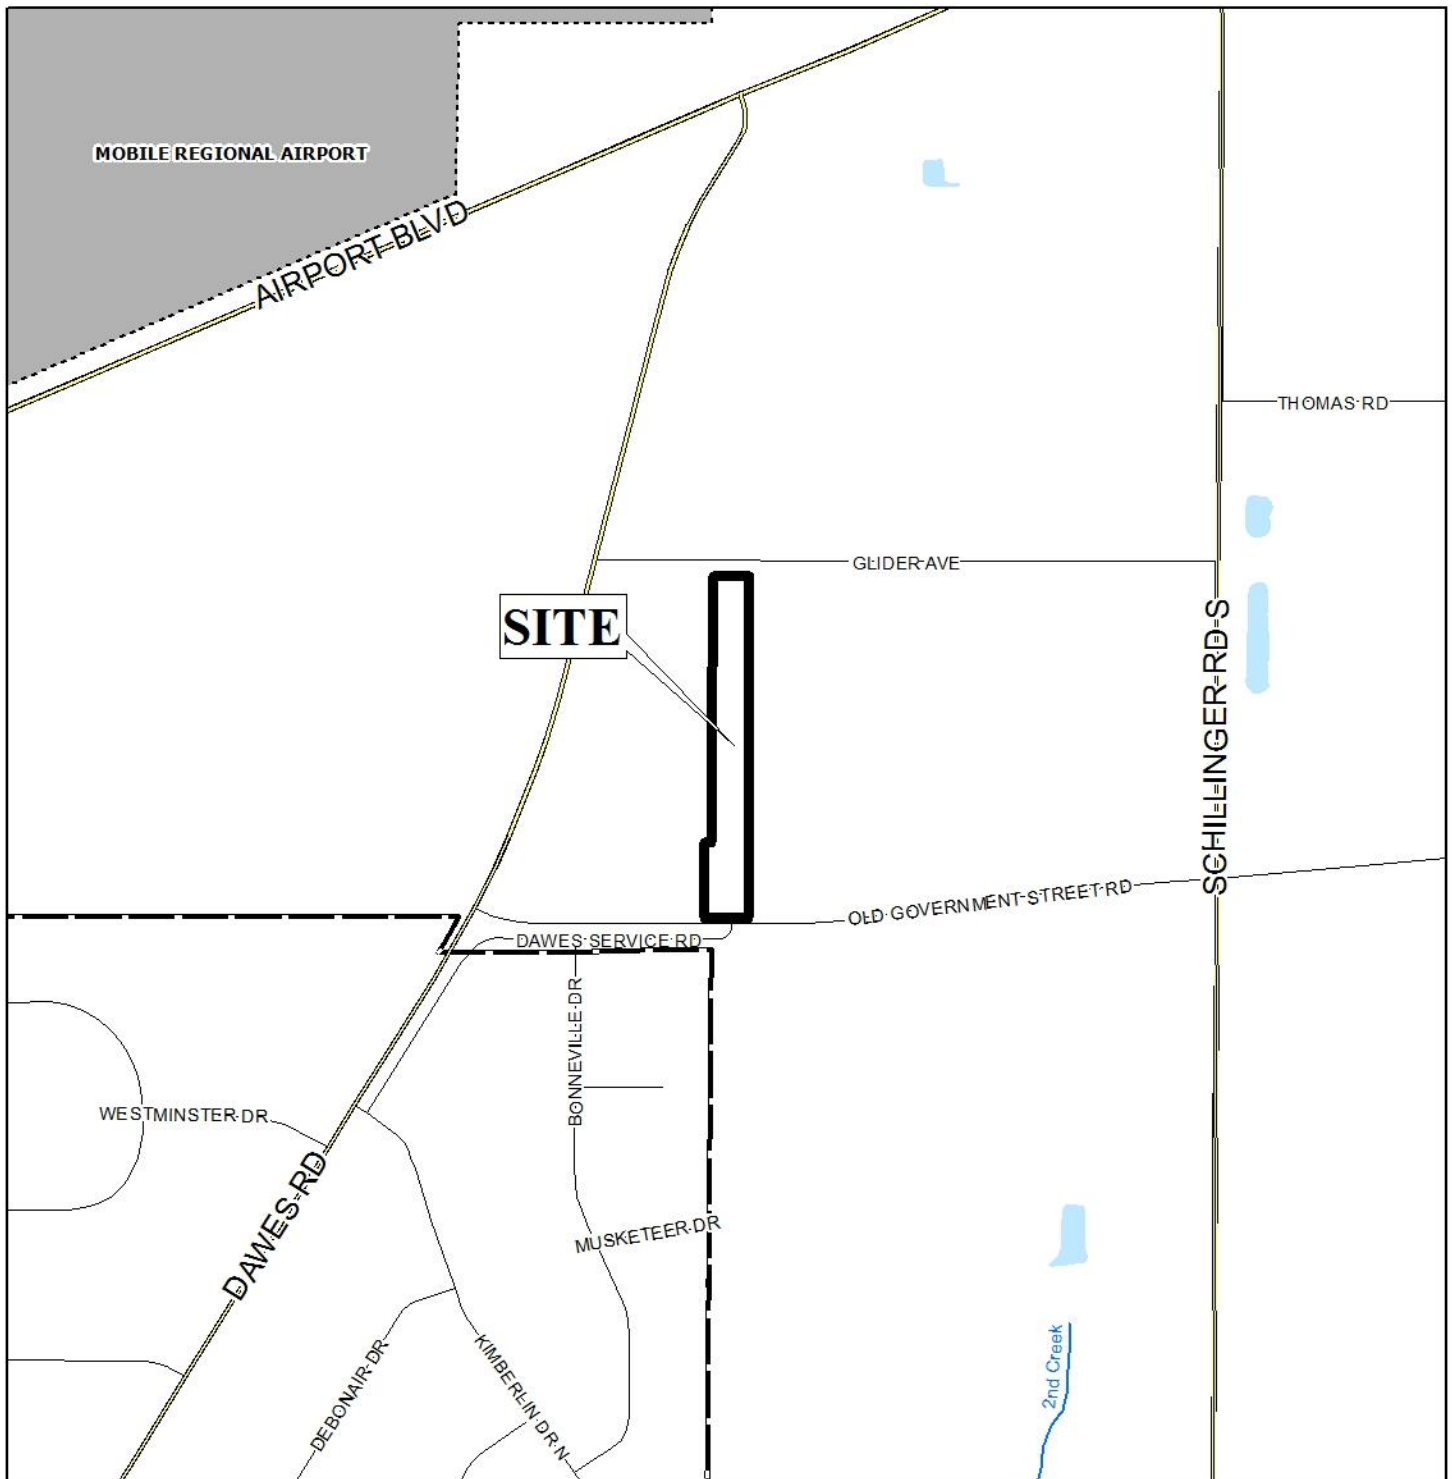 MOBILE REGIONAL AIRPORT
AIRPORT BLVD
THOMAS RD
GLIDER AVE
SITE
SCHILLINGER RD S
OLD GOVERNMENT STREET RD
DAWES SERVICE RD
BONNEVILLE DR
WESTMINSTER DR
DAWES RD
MUSKETEER DR
DEBONAIR DR
KIMBERLIN DR N
2nd Creek